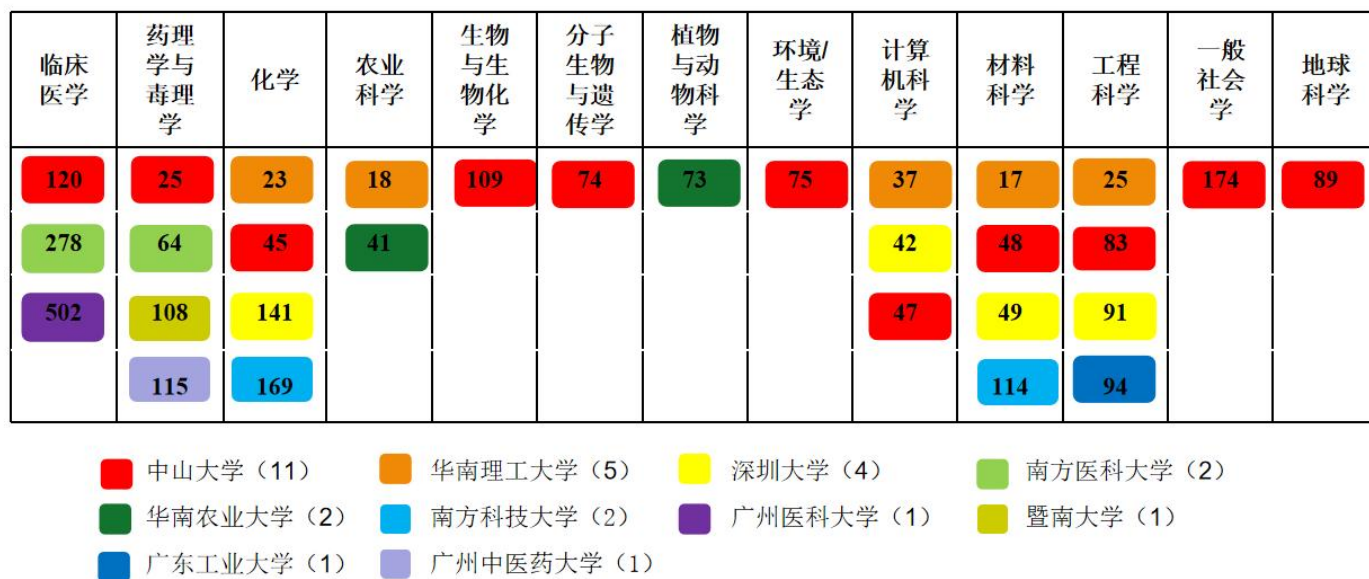 临床医学 药理学与毒理学 化学 农业科学 生物与生物化学 分子生物与遗传学 植物与动物科学 环境/生态学 计算机科学 材料科学 工程科学 一般社会学 地球科学
120 25 23 18 109 74 73 75 37 17 25 174 89
278 64 45 41 42 48 83
502 108 141 47 49 91
115 169 114 94
中山大学（11） 华南理工大学（5） 深圳大学（4） 南方医科大学（2）
华南农业大学（2） 南方科技大学（2） 广州医科大学（1） 暨南大学（1）
广东工业大学（1） 广州中医药大学（1）